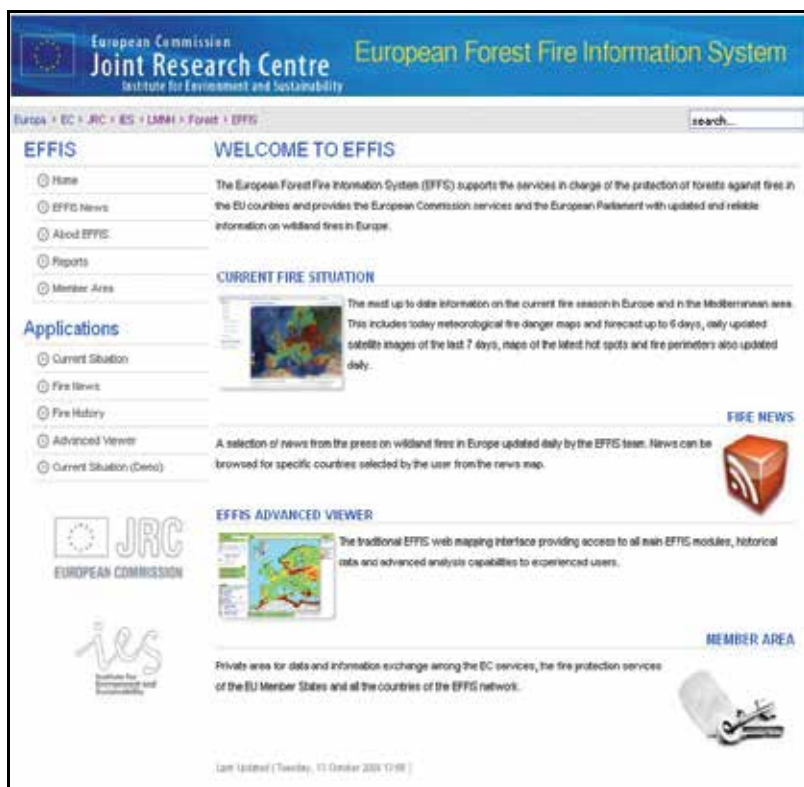 European Commission
Joint Research Centre
Institute for Environment and Sustainability
European Forest Fire Information System
Europa > EC > JRC > IES > LMNH > Forest > EFFIS
search...
EFFIS
Home
EFFIS News
About EFFIS
Reports
Member Area
Applications
Current Situation
Fire News
Fire History
Advanced Viewer
Current Situation (Demo)
JRC
EUROPEAN COMMISSION
ies
Institute for
Environment and
Sustainability
WELCOME TO EFFIS
The European Forest Fire Information System (EFFIS) supports the services in charge of the protection of forests against fires in
the EU countries and provides the European Commission services and the European Parliament with updated and reliable
information on wildland fires in Europe.
CURRENT FIRE SITUATION
The most up to date information on the current fire season in Europe and in the Mediterranean area.
This includes today meteorological fire danger maps and forecast up to 6 days, daily updated
satellite images of the last 7 days, maps of the latest hot spots and fire perimeters also updated
daily.
FIRE NEWS
A selection of news from the press on wildland fires in Europe updated daily by the EFFIS team. News can be
browsed for specific countries selected by the user from the news map.
EFFIS ADVANCED VIEWER
The traditional EFFIS web mapping interface providing access to all main EFFIS modules, historical
data and advanced analysis capabilities to experienced users.
MEMBER AREA
Private area for data and information exchange among the EC services, the fire protection services
of the EU Member States and all the countries of the EFFIS network.
Last Updated ( Tuesday, October